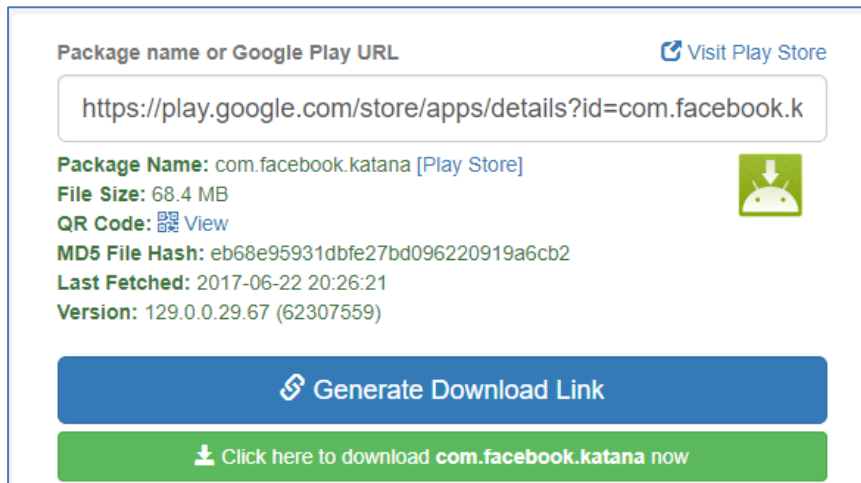 Package name or Google Play URL Visit Play Store
https://play.google.com/store/apps/details?id=com.facebook.k
Package Name: com.facebook.katana [Play Store]
File Size: 68.4 MB
QR Code: View
MD5 File Hash: eb68e95931dbfe27bd096220919a6cb2
Last Fetched: 2017-06-22 20:26:21
Version: 129.0.0.29.67 (62307559)
Generate Download Link
Click here to download com.facebook.katana now